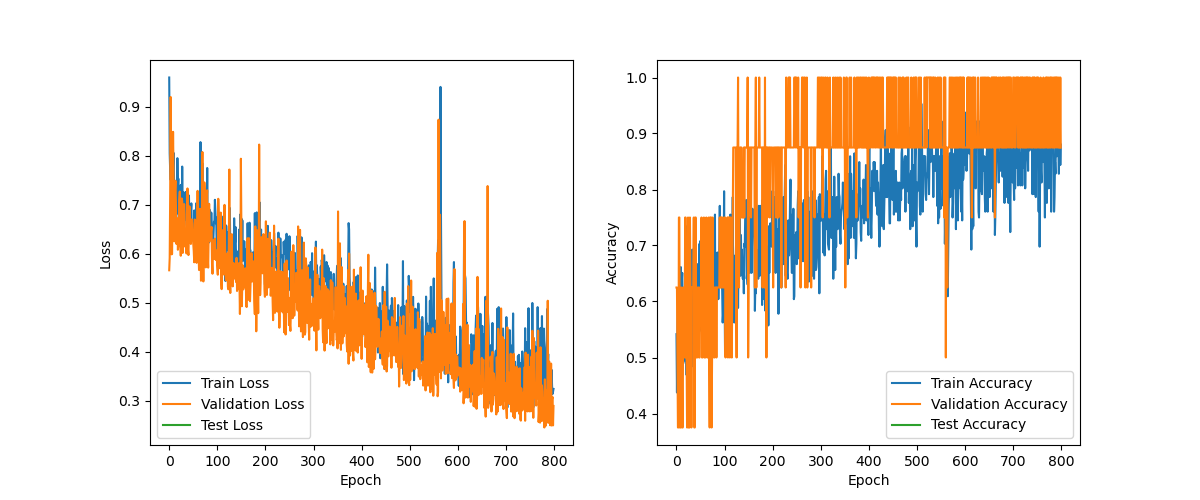 0.9
0.8
0.7
0.6
0.5
0.4
0.3
Loss
Train Loss
Validation Loss
Test Loss
0 100 200 300 400 500 600 700 800
Epoch
1.0
0.9
0.8
0.7
0.6
0.5
0.4
Accuracy
Train Accuracy
Validation Accuracy
Test Accuracy
0 100 200 300 400 500 600 700 800
Epoch